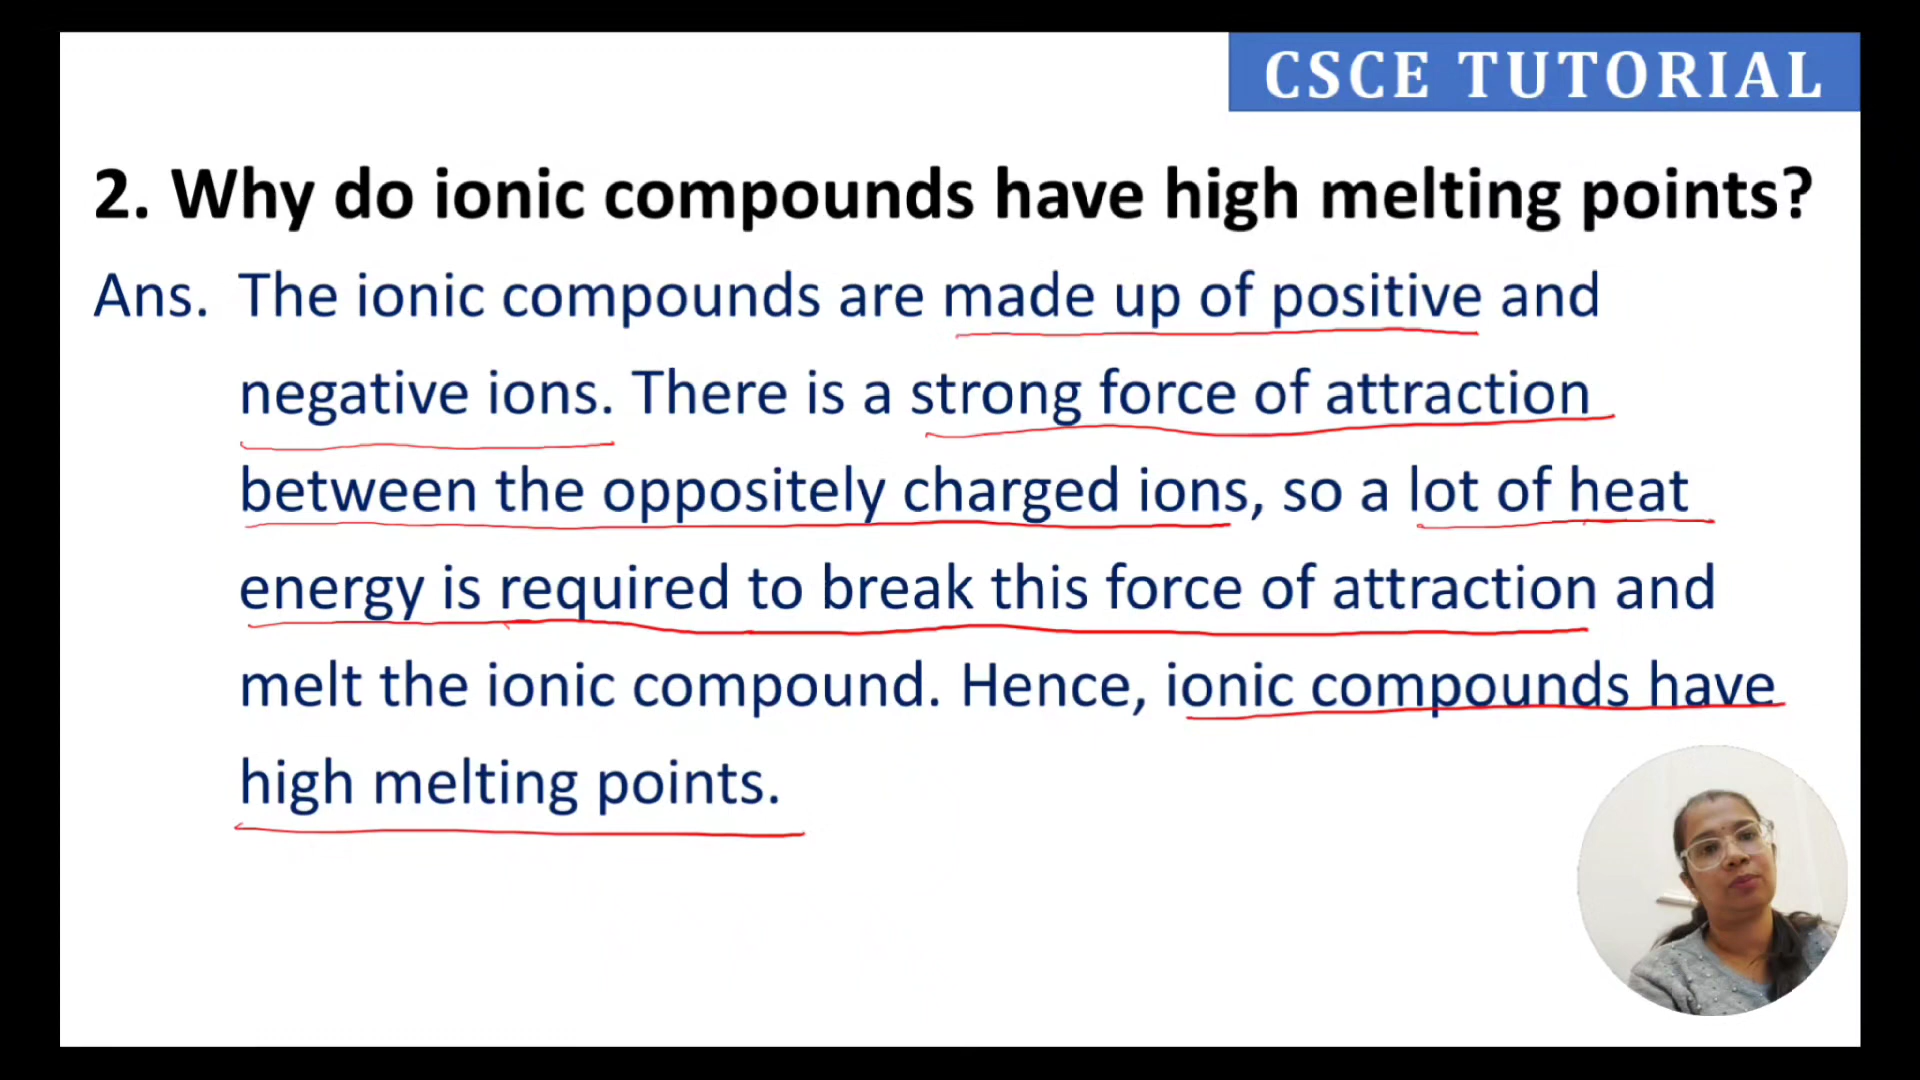 CSCE TUTORIAL
2. Why do ionic compounds have high melting points?
Ans. The ionic compounds are made up of positive and
negative ions. There is a strong force of attraction
between the oppositely charged ions, so a lot of heat
energy is required to break this force of attraction and
melt the ionic compound. Hence, ionic compounds have
high melting points.